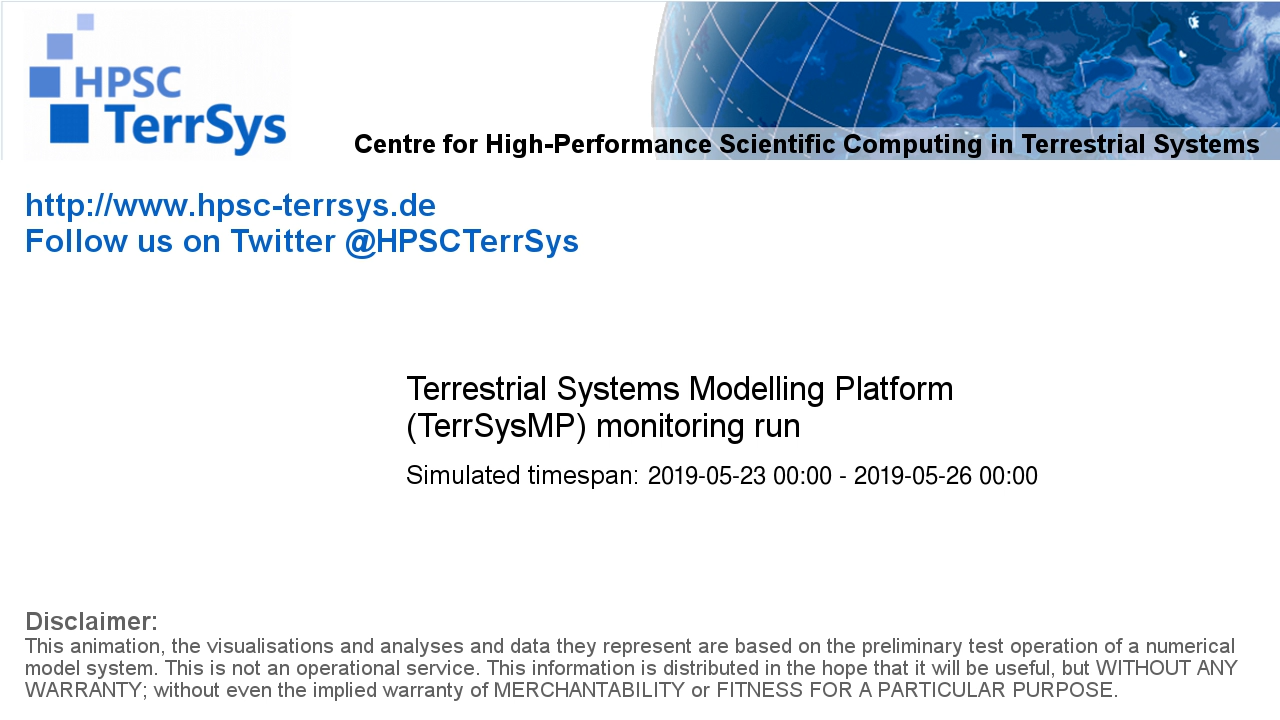 HPSC
TerrSys
Centre for High-Performance Scientific Computing in Terrestrial Systems
http://www.hpsc-terrsys.de
Follow us on Twitter @HPSCTerrSys
Terrestrial Systems Modelling Platform
(TerrSysMP) monitoring run
Simulated timespan: 2019-05-23 00:00 - 2019-05-26 00:00
Disclaimer:
This animation, the visualisations and analyses and data they represent are based on the preliminary test operation of a numerical
model system. This is not an operational service. This information is distributed in the hope that it will be useful, but WITHOUT ANY
WARRANTY; without even the implied warranty of MERCHANTABILITY or FITNESS FOR A PARTICULAR PURPOSE.